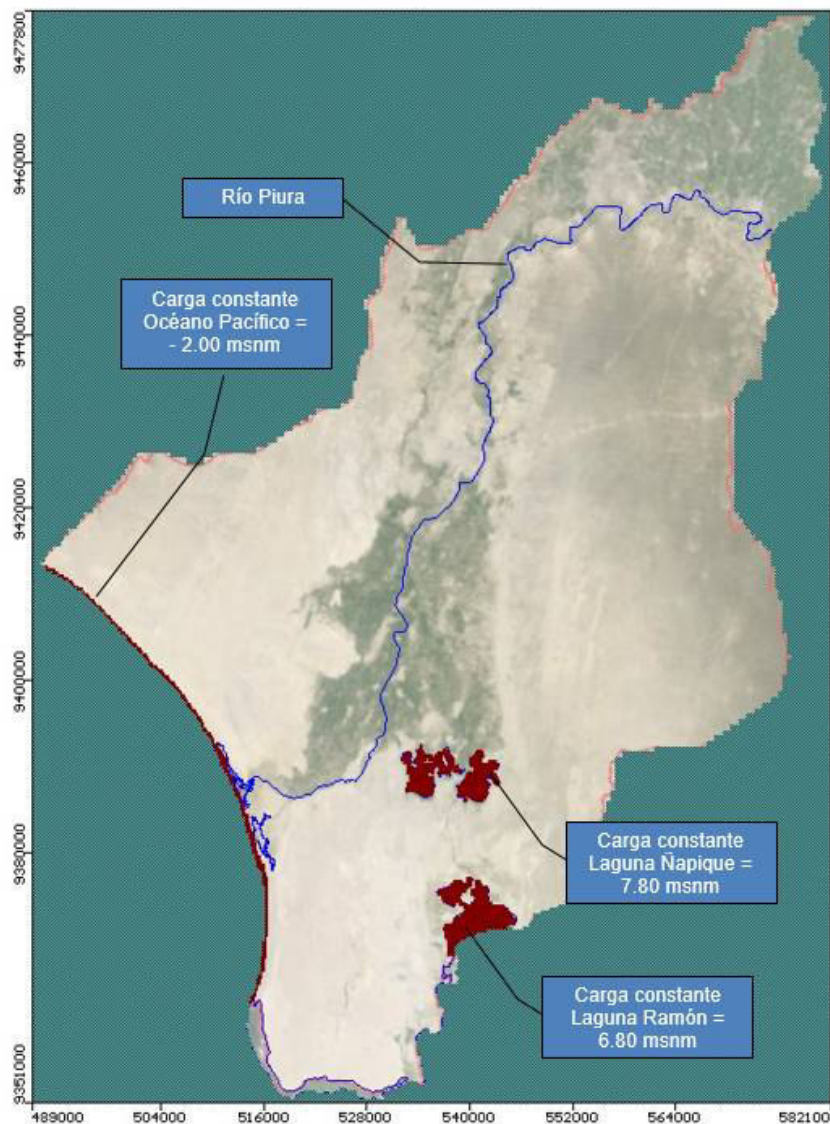 9477800
9460000
9440000
9420000
9400000
9380000
9351000
Río Piura
Carga constante
Océano Pacífico =
- 2.00 msnm
Carga constante
Laguna Ñapique =
7.80 msnm
Carga constante
Laguna Ramón =
6.80 msnm
489000 504000 516000 528000 540000 552000 564000 582100